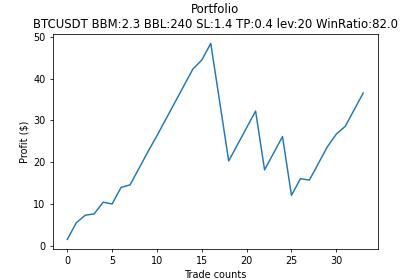 Portfolio
BTCUSDT BBM:2.3 BBL:240 SL:1.4 TP:0.4 lev:20 WinRatio:82.0
50
40
30
20
10
0
Profit ($)
0 5 10 15 20 25 30
Trade counts